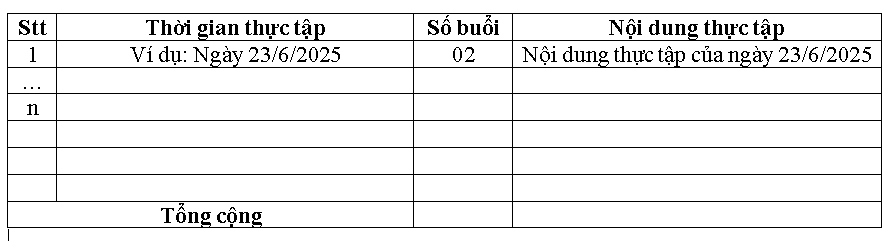 Stt Thời gian thực tập Số buổi Nội dung thực tập
1 Ví dụ: Ngày 23/6/2025 02 Nội dung thực tập của ngày 23/6/2025
…
n
Tổng cộng